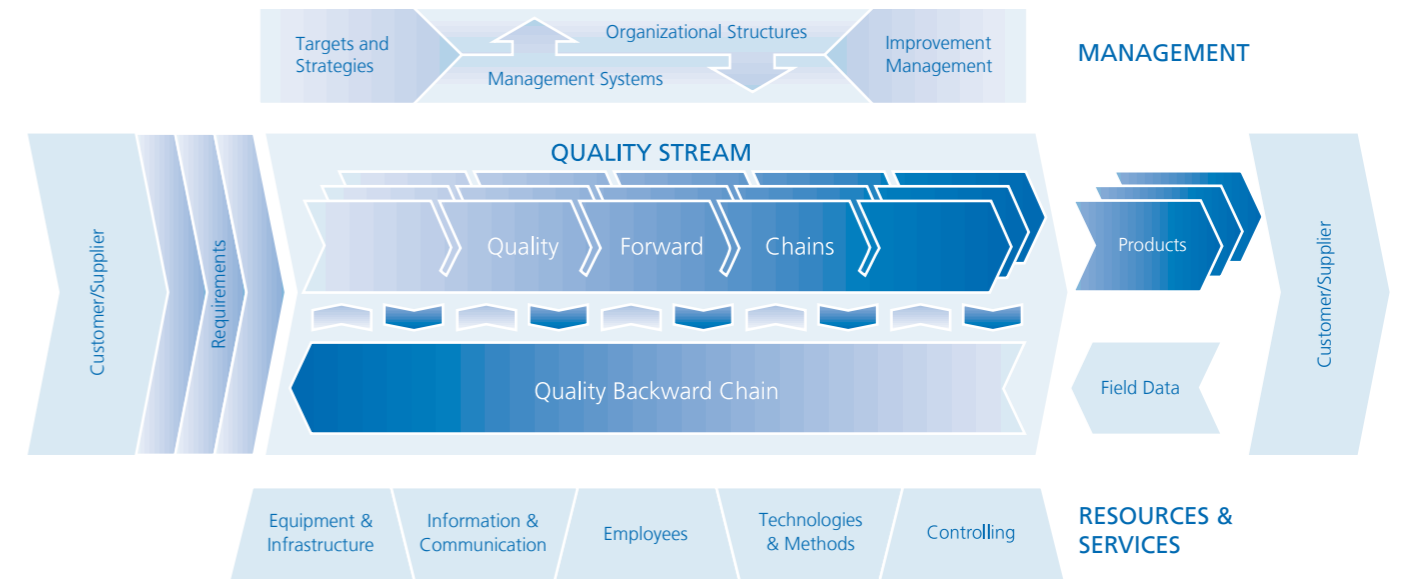 Targets and
Strategies
Organizational Structures
Management Systems
Improvement
Management
MANAGEMENT
Customer/Supplier
Requirements
QUALITY STREAM
Quality Forward Chains
Quality Backward Chain
Products
Field Data
Customer/Supplier
Equipment &
Infrastructure
Information &
Communication
Employees
Technologies
& Methods
Controlling
RESOURCES &
SERVICES